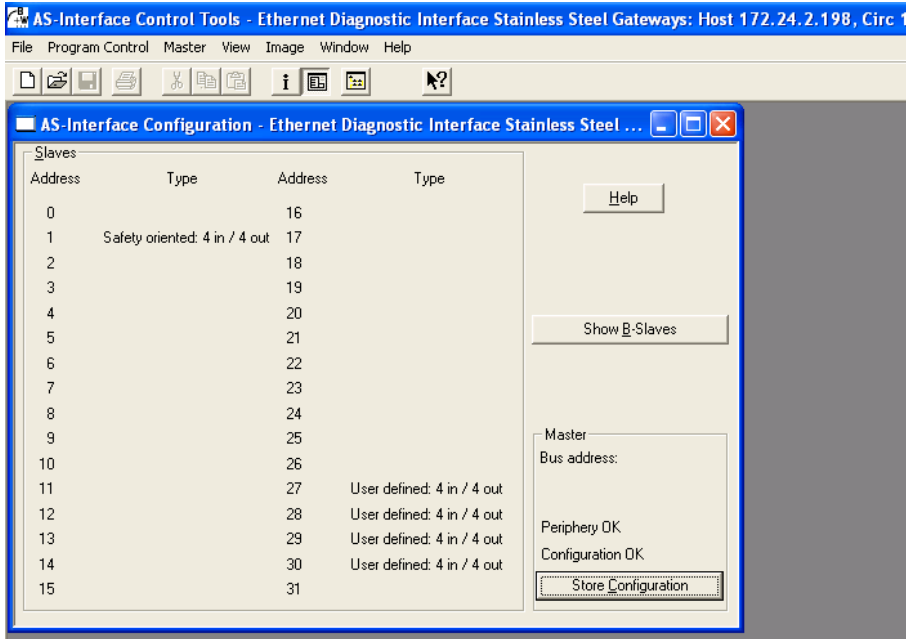 AS-Interface Control Tools - Ethernet Diagnostic Interface Stainless Steel Gateways: Host 172.24.2.198, Circ 1
File Program Control Master View Image Window Help
AS-Interface Configuration - Ethernet Diagnostic Interface Stainless Steel ...
Slaves
Address Type Address Type
0 16
1 Safety oriented: 4 in / 4 out 17
2 18
3 19
4 20
5 21
6 22
7 23
8 24
9 25
10 26
11 27 User defined: 4 in / 4 out
12 28 User defined: 4 in / 4 out
13 29 User defined: 4 in / 4 out
14 30 User defined: 4 in / 4 out
15 31
Help
Show B-Slaves
Master
Bus address:
Periphery OK
Configuration OK
Store Configuration